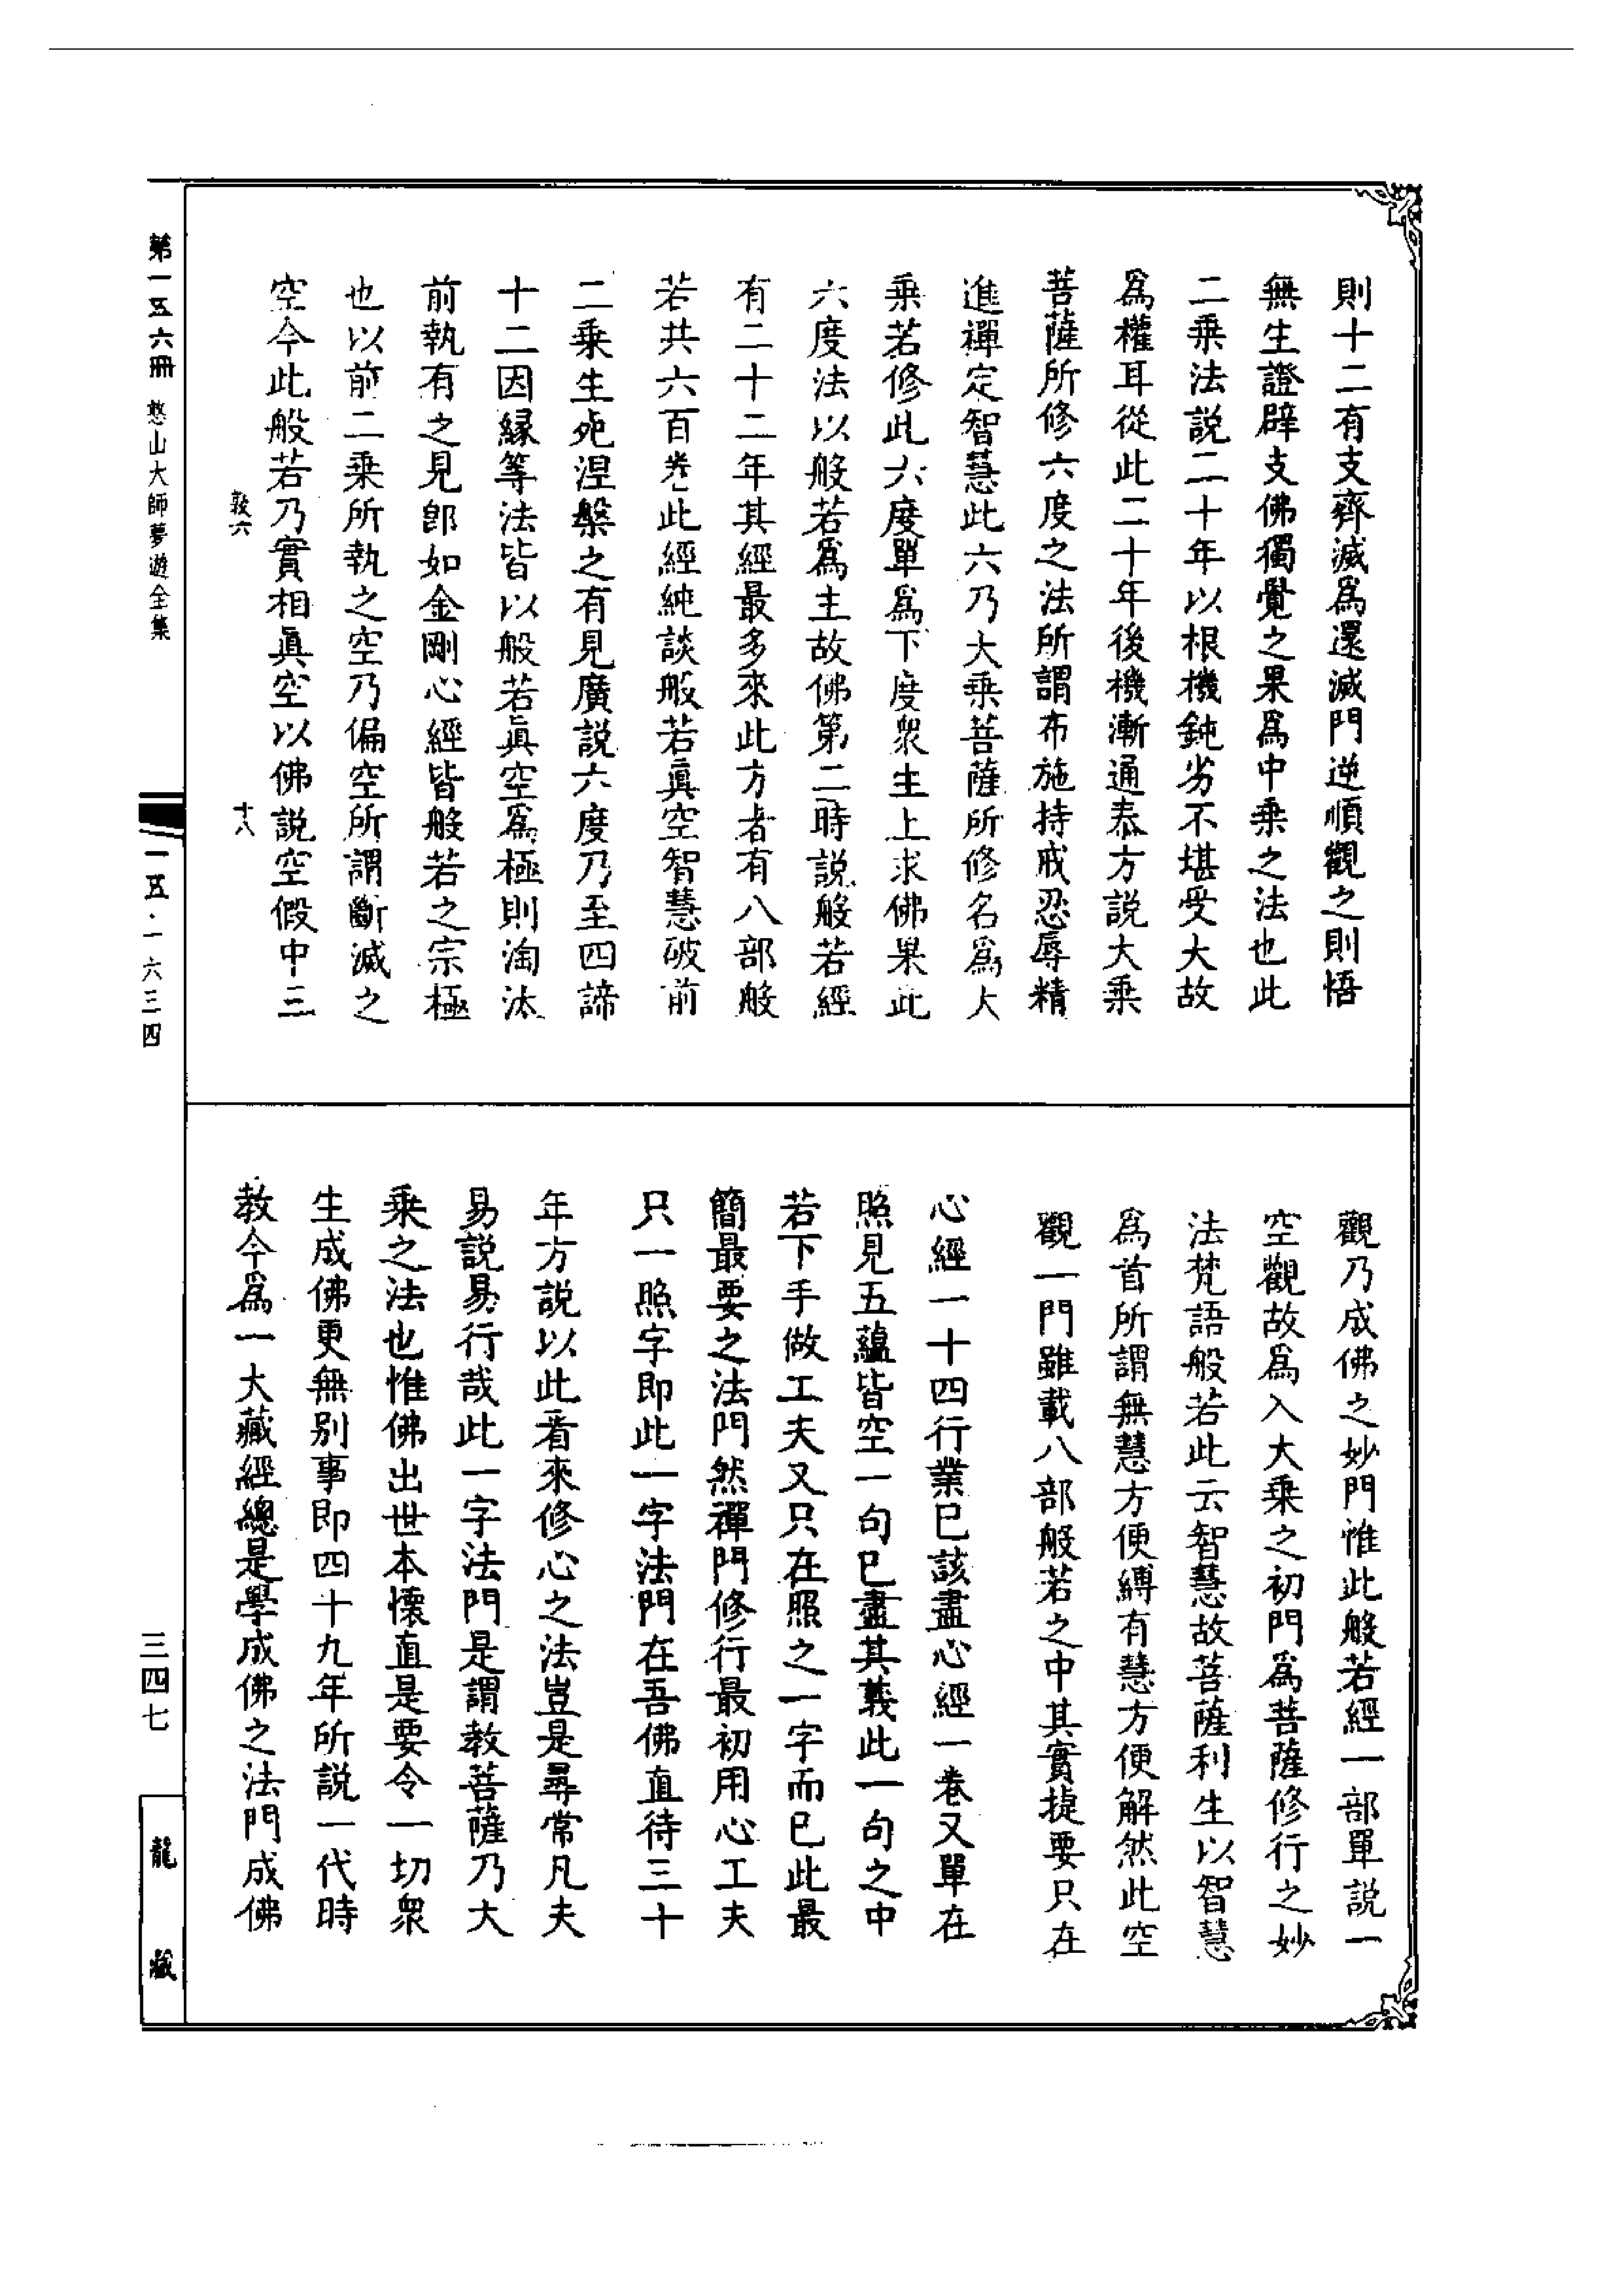 則十二有支齊滅爲還滅門逆順觀之則悟
無生證辟支佛獨覺之果爲中乘之法也此
二乘法説二十年以根機鈍劣不堪受大故
爲權耳從此二十年後機漸通泰方説大乘
菩薩所修六度之法所謂布施持戒忍辱精
進禪定智慧此六乃大乘菩薩所修名爲大
乘若修此六度單爲下度衆生上求佛果此
六度法以般若爲主故佛第二時説般若經
有二十二年其經最多來此方者有八部般
若共六百卷此經純談般若眞空智慧破前
二乘生死涅槃之有見廣説六度乃至四諦
十二因緣等法皆以般若眞空爲極則淘汰
前執有之見卽如金剛心經皆般若之宗極
也以前二乘所執之空乃偏空所謂斷滅之
空今此般若乃實相眞空以佛説空假中三
敦六
十八
觀乃成佛之妙門惟此般若經一部單説一
空觀故爲入大乘之初門爲菩薩修行之妙
法梵語般若此云智慧故菩薩利生以智慧
爲首所謂無慧方便縛有慧方便解然此空
觀一門雖載八部般若之中其實捷要只在
心經一十四行業已該盡心經一卷又單在
照見五蘊皆空一句已盡其義此一句之中
若下手做工夫又只在照之一字而已此最
簡最要之法門然禪門修行最初用心工夫
只一照字即此一字法門在吾佛直待三十
年方説以此看來修心之法豈是尋常凡夫
易説易行哉此一字法門是謂教菩薩乃大
乘之法也惟佛出世本懷直是要令一切衆
生成佛更無别事即四十九年所説一代時
教今爲一大藏經總是學成佛之法門成佛
第一五六冊 憨山大師夢遊全集
一五·一六三四
三四七
龍藏